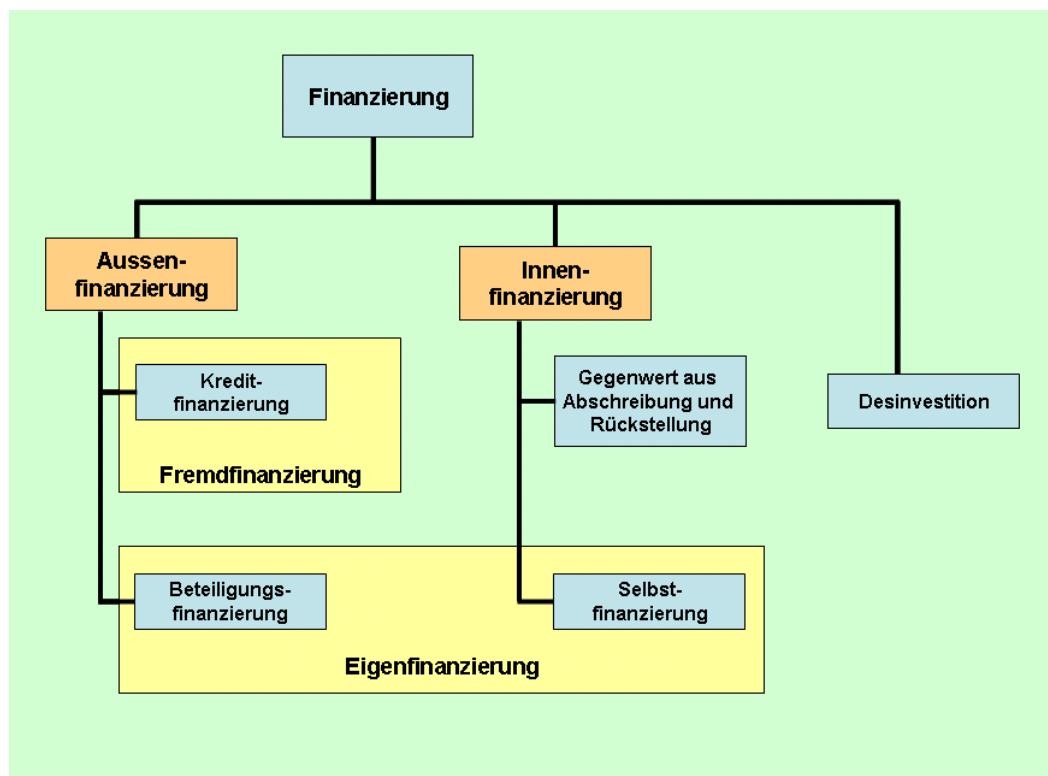 Finanzierung
Aussen-
finanzierung
Innen-
finanzierung
Kredit-
finanzierung
Fremdfinanzierung
Gegenwert aus
Abschreibung und
Rückstellung
Desinvestition
Beteiligungs-
finanzierung
Selbst-
finanzierung
Eigenfinanzierung